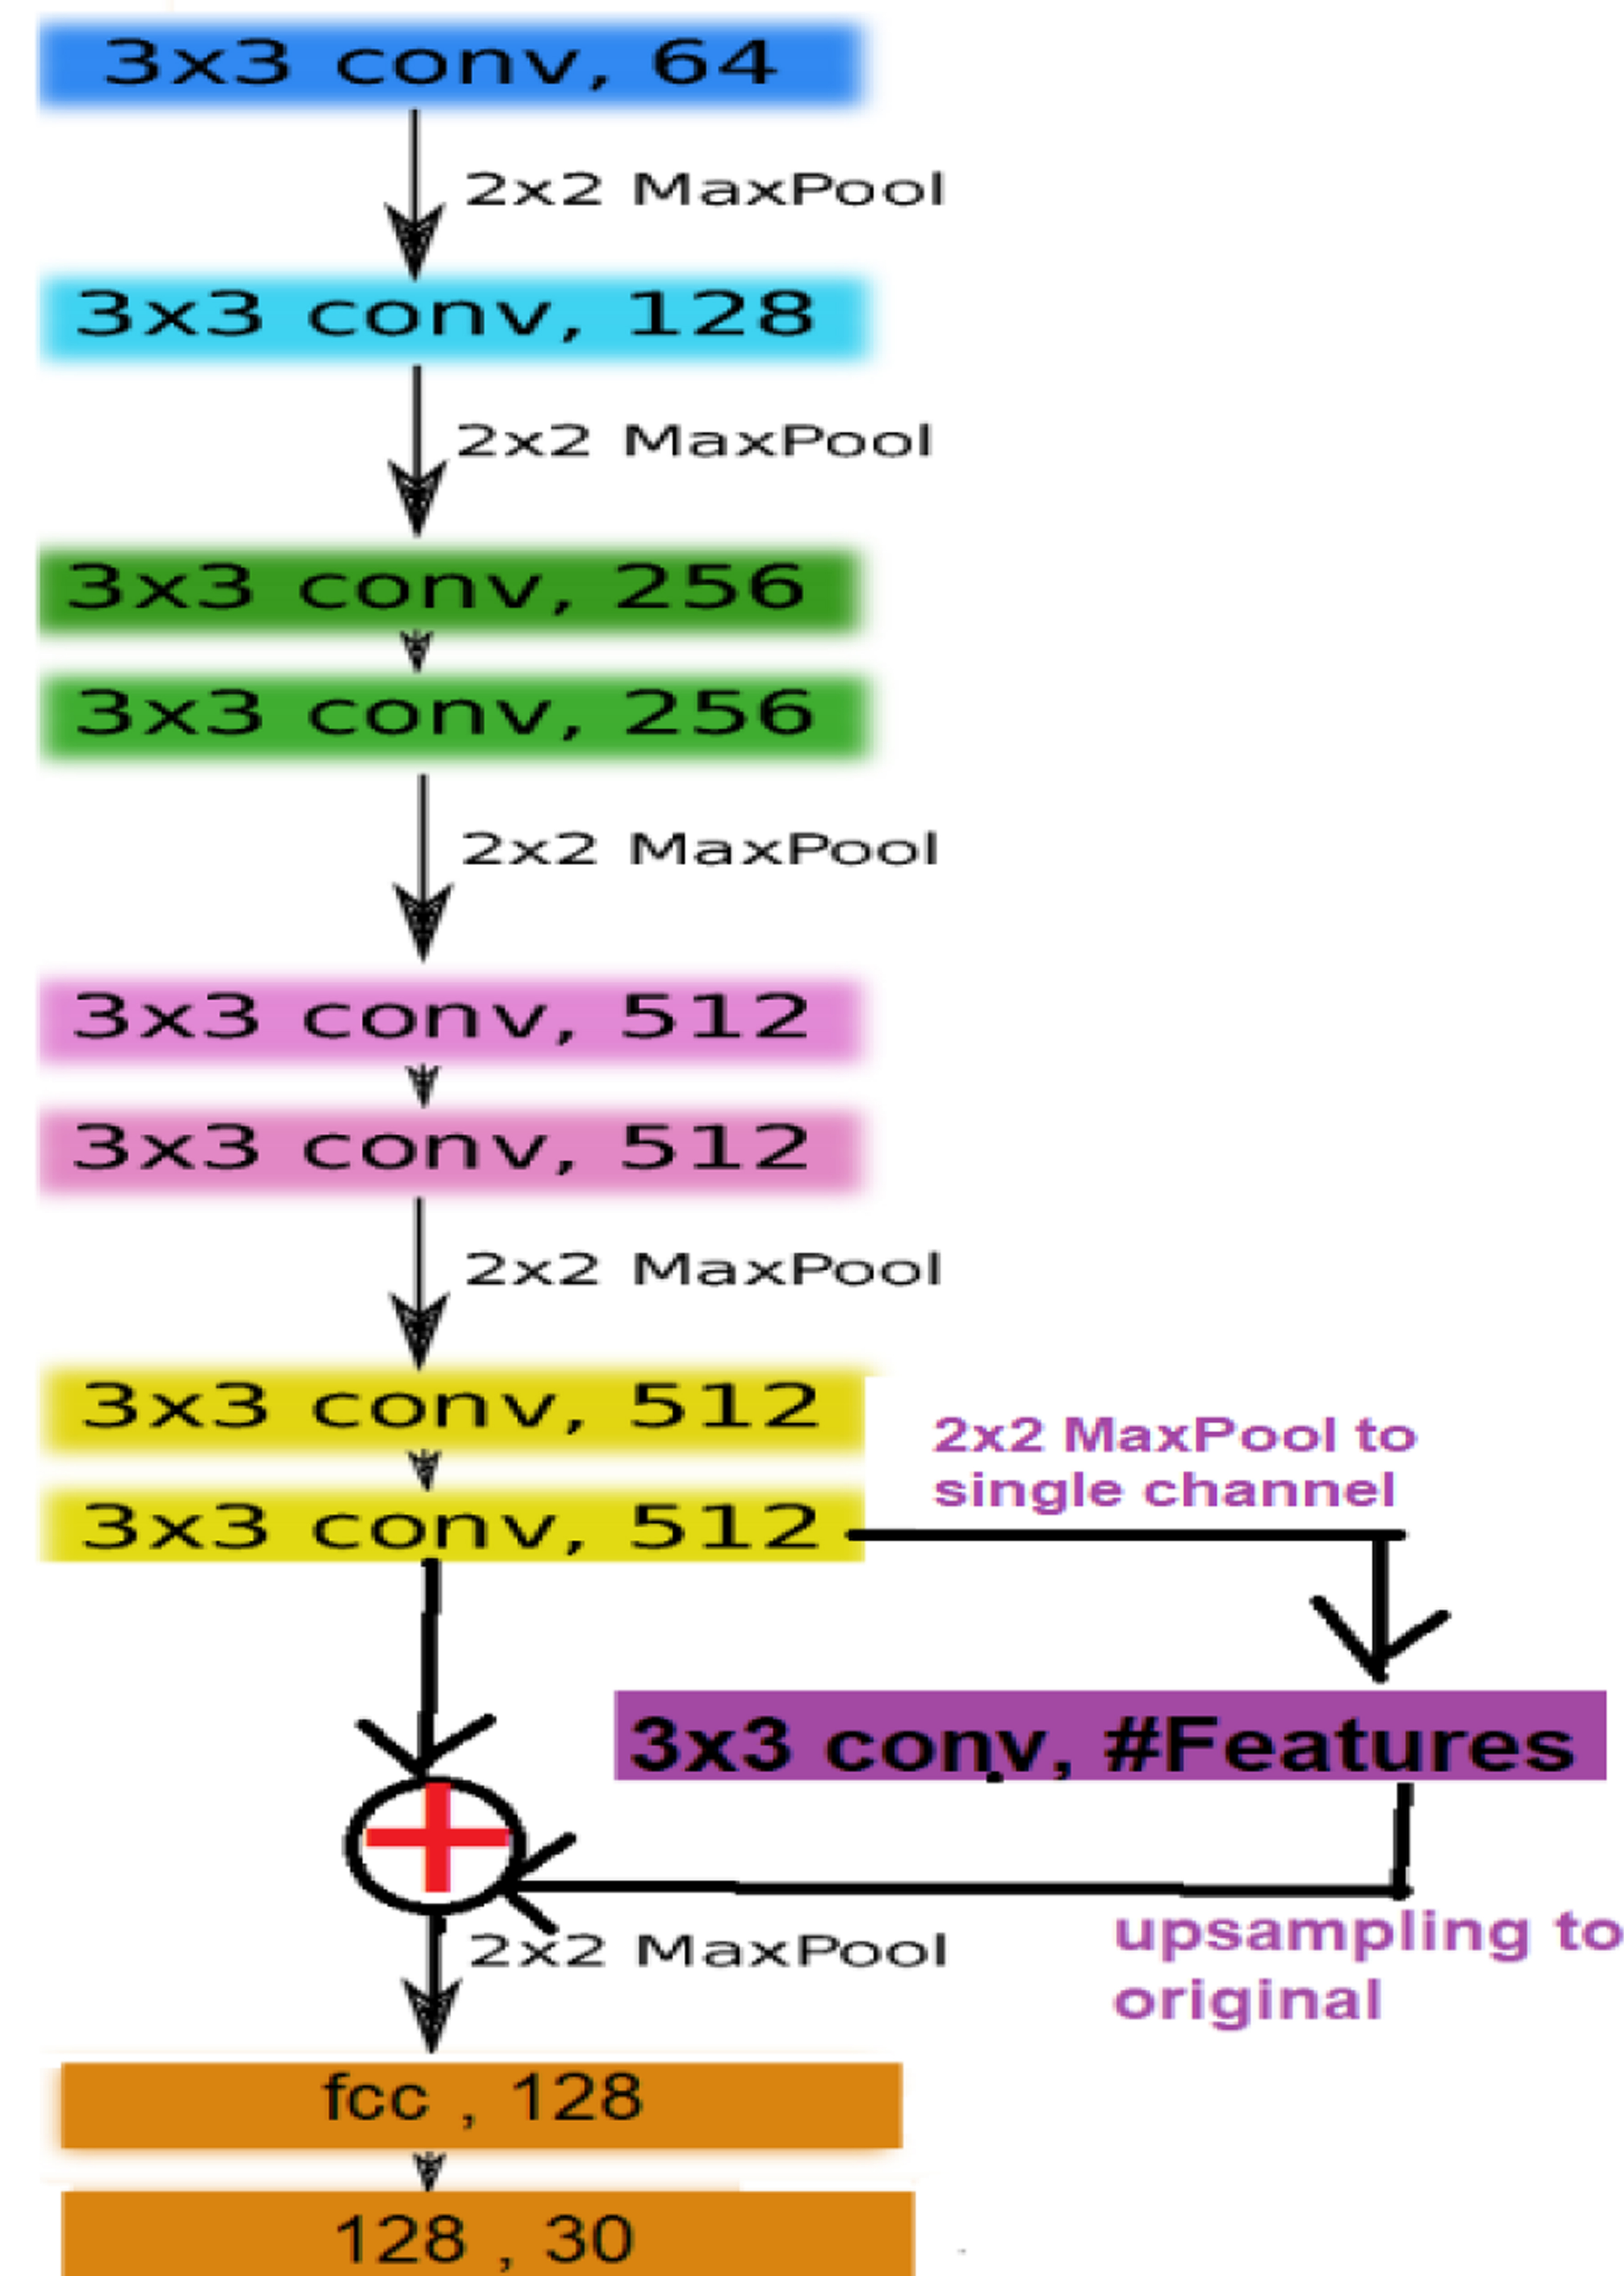 3x3 conv, 64
2x2 MaxPool
3x3 conv, 128
2x2 MaxPool
3x3 conv, 256
3x3 conv, 256
2x2 MaxPool
3x3 conv, 512
3x3 conv, 512
2x2 MaxPool
3x3 conv, 512
2x2 MaxPool to
single channel
3x3 conv, 512
3x3 conv, #Features
+
2x2 MaxPool
upsampling to
original
fcc , 128
128 , 30